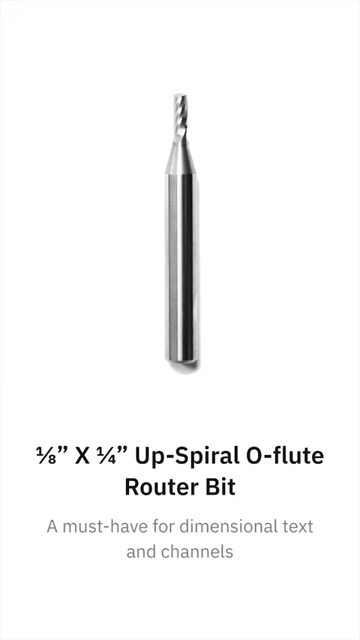 ⅛” X ¼” Up-Spiral O-flute
Router Bit
A must-have for dimensional text
and channels